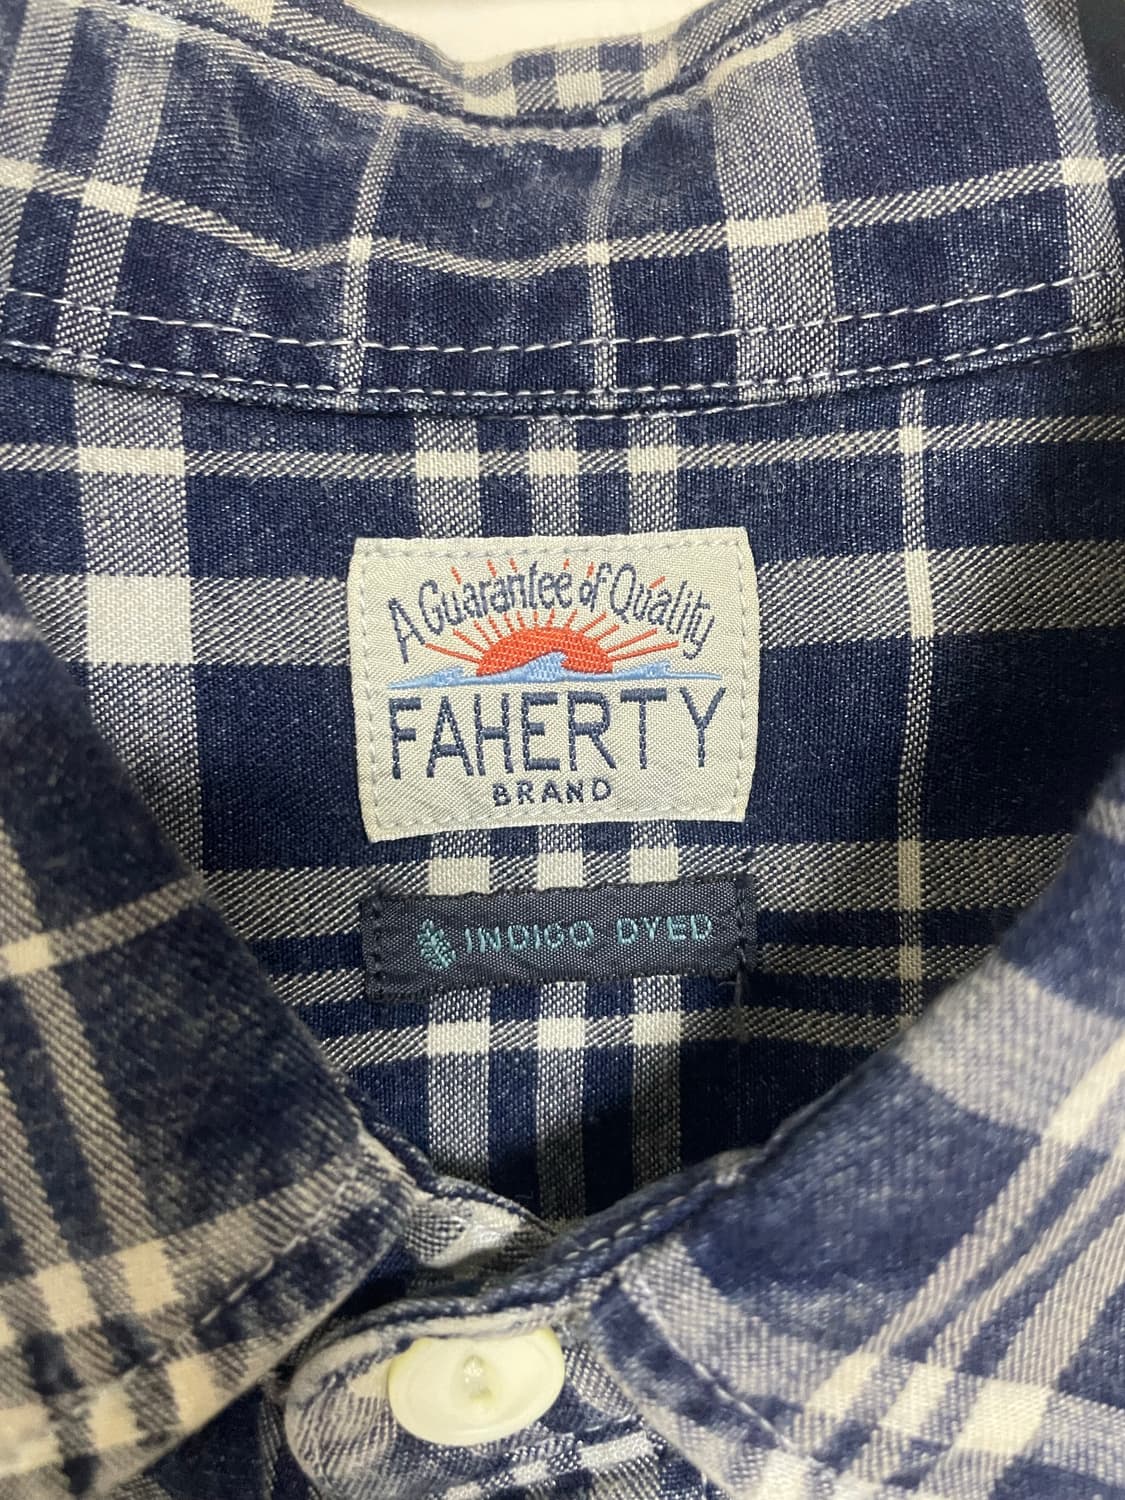 A Guarantee of Quality
FAHERTY
BRAND
INDIGO DYED